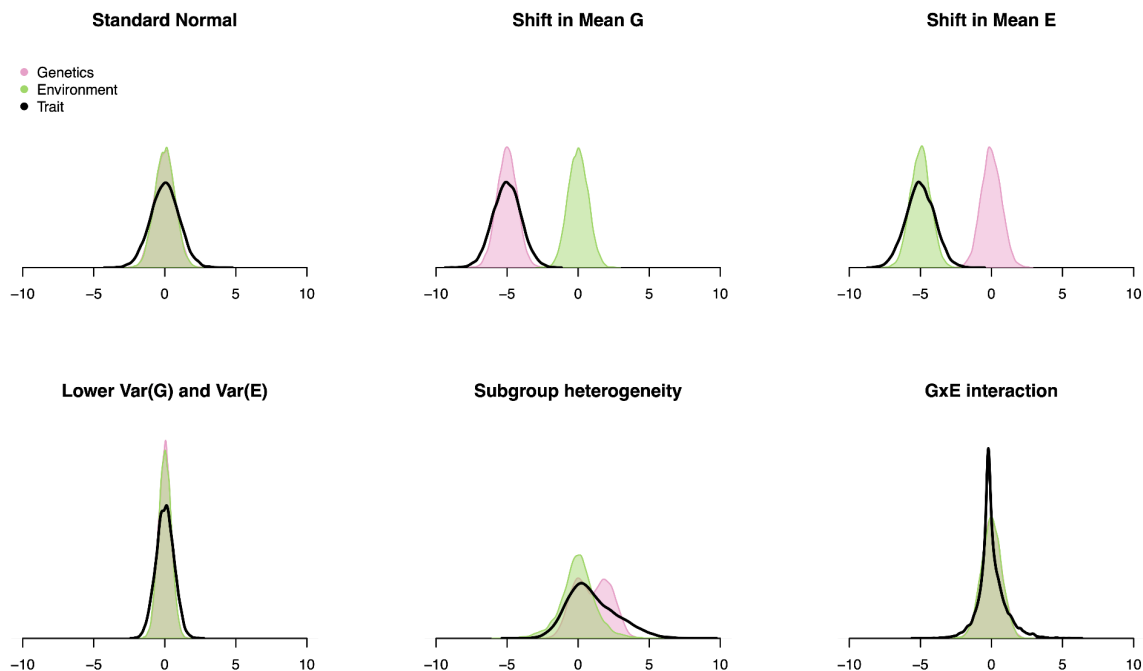 Standard Normal
Shift in Mean G
Shift in Mean E
Genetics
Environment
Trait
−10 −5 0 5 10
−10 −5 0 5 10
−10 −5 0 5 10
Lower Var(G) and Var(E)
Subgroup heterogeneity
GxE interaction
−10 −5 0 5 10
−10 −5 0 5 10
−10 −5 0 5 10